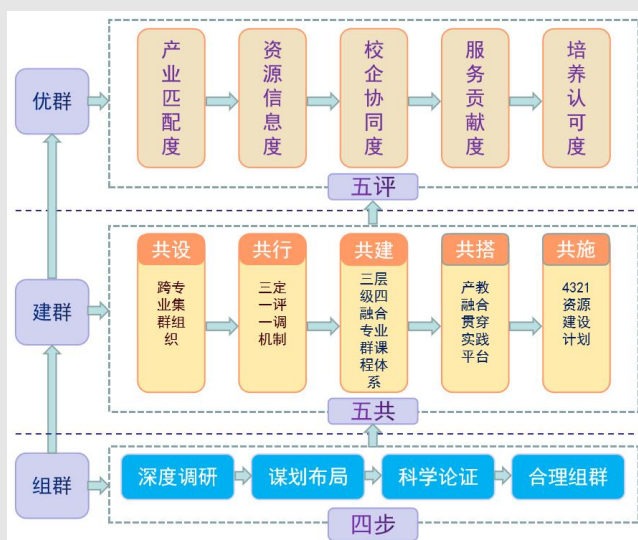 优群
产业匹配度
资源信息度
校企协同度
服务贡献度
培养认可度
五评
建群
共设
跨专
业集
群组
织
共行
三定
一评
一调
机制
共建
三层
级四
融合
专业
群课
程体
系
共搭
产教
融合
贯穿
实践
平台
共施
4321
资源
建设
计划
五共
组群
深度调研
谋划布局
科学论证
合理组群
四步